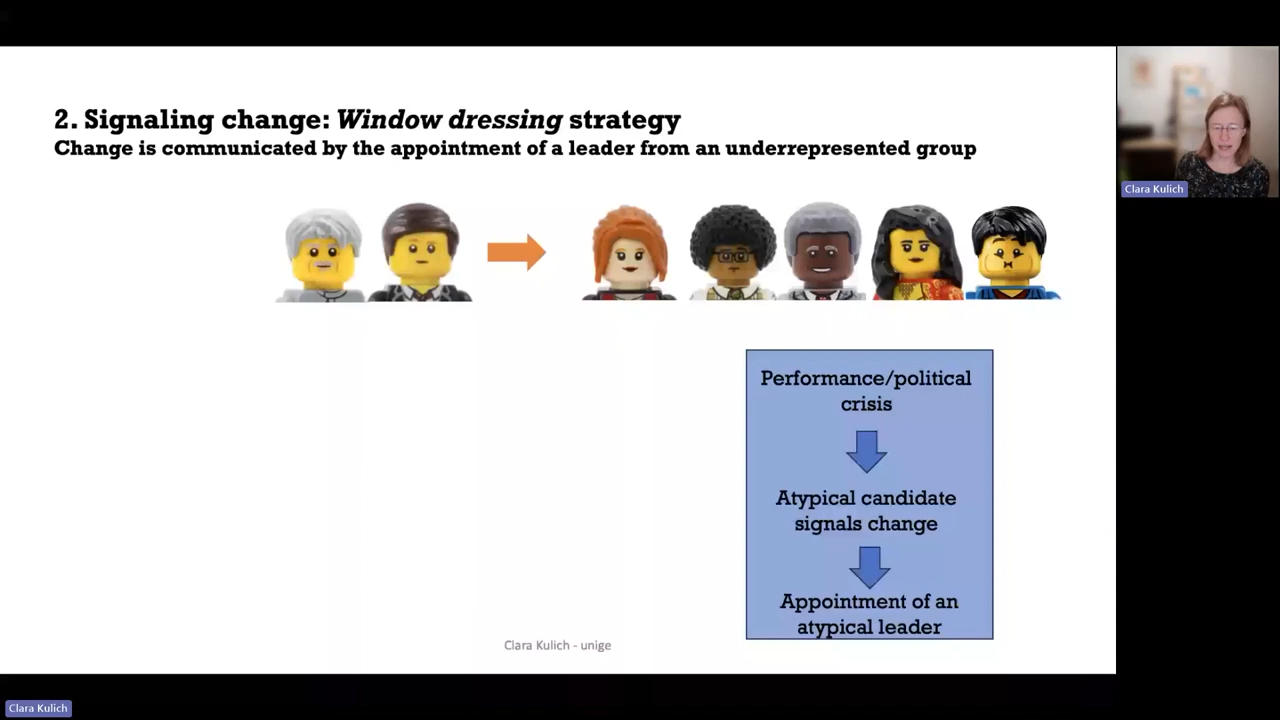 2. Signaling change: Window dressing strategy
Change is communicated by the appointment of a leader from an underrepresented group
Clara Kulich
Performance/political
crisis
Atypical candidate
signals change
Appointment of an
atypical leader
Clara Kulich - unige
Clara Kulich